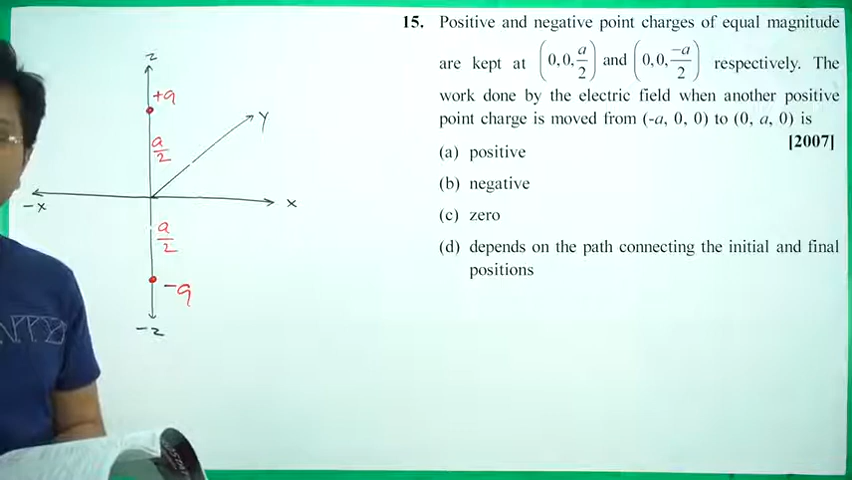 15. Positive and negative point charges of equal magnitude
are kept at (0,0,a/2) and (0,0,-a/2) respectively. The
work done by the electric field when another positive
point charge is moved from (-a, 0, 0) to (0, a, 0) is
[2007]
(a) positive
(b) negative
(c) zero
(d) depends on the path connecting the initial and final
positions
z
+q
y
a/2
-x
x
a/2
-q
-z